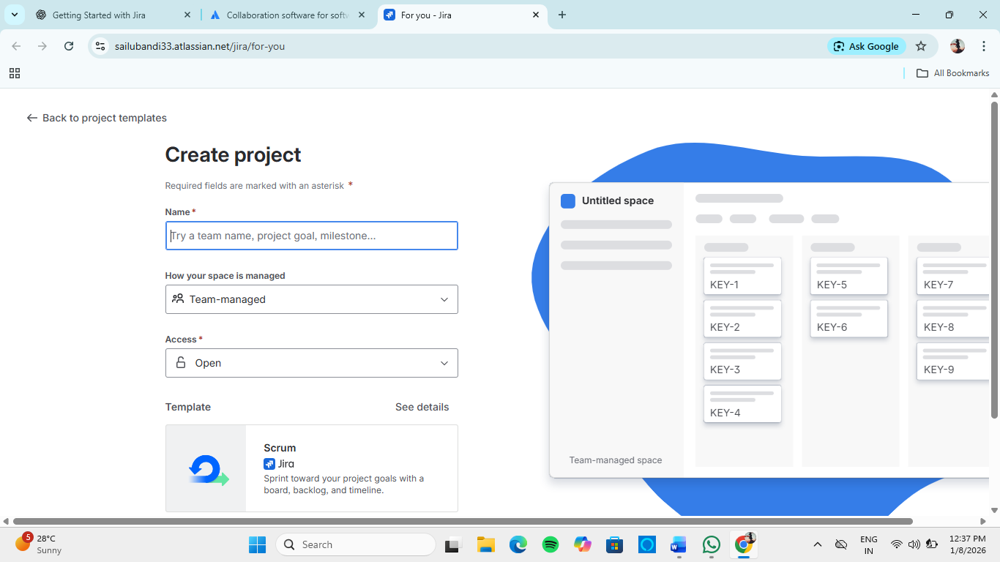 Getting Started with Jira
Collaboration software for softw
For you - Jira
sailubandi33.atlassian.net/jira/for-you
Ask Google
All Bookmarks
Back to project templates
Create project
Required fields are marked with an asterisk *
Name*
Try a team name, project goal, milestone...
How your space is managed
Team-managed
Access *
Open
Template
See details
Scrum
Jira
Sprint toward your project goals with a
board, backlog, and timeline.
Untitled space
KEY-1
KEY-5
KEY-7
KEY-2
KEY-6
KEY-8
KEY-3
KEY-9
KEY-4
Team-managed space
5
28°C
Sunny
Search
W
ENG
IN
12:37 PM
1/8/2026